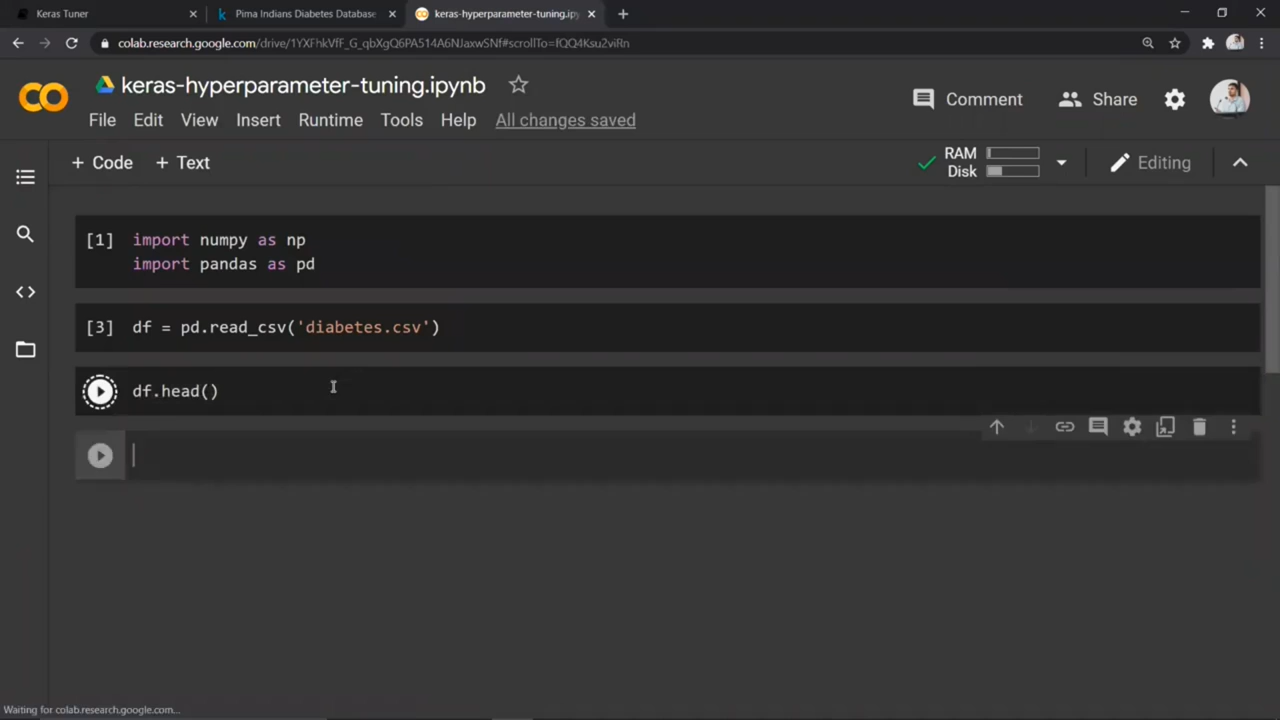 Keras Tuner
Pima Indians Diabetes Database
keras-hyperparameter-tuning.ipynb
colab.research.google.com/drive/1YXFhkVfF_G_qbXgQ6PA514A6NJaxwSNf#scrollTo=fQQ4Ksu2viRn
keras-hyperparameter-tuning.ipynb
Comment
Share
File Edit View Insert Runtime Tools Help All changes saved
+ Code + Text
RAM
Disk
Editing
[1] import numpy as np
import pandas as pd
[3] df = pd.read_csv('diabetes.csv')
df.head()
Waiting for colab.research.google.com...